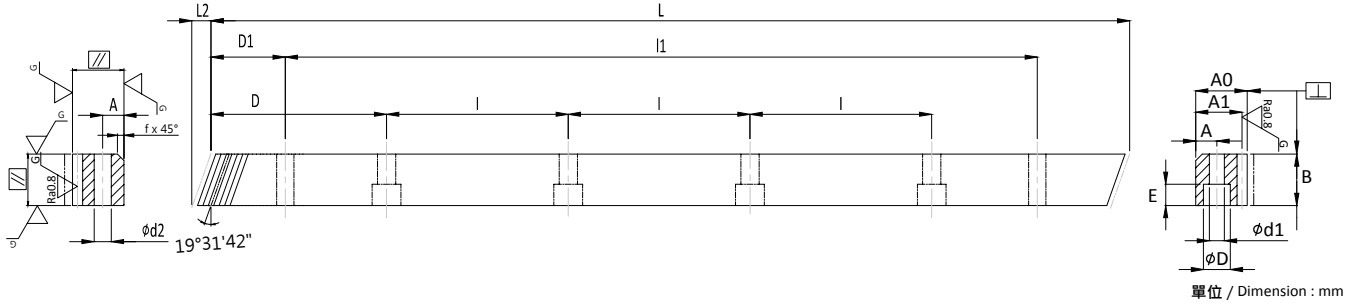 L2
L
D1
l1
D
l
l
l
G
//
G
A
f x 45°
G
G
//
Ra0.8
G
φd2
19°31'42"
A0
A1
A
⊥
Ra0.8
G
B
E
φd1
φD
單位 / Dimension : mm